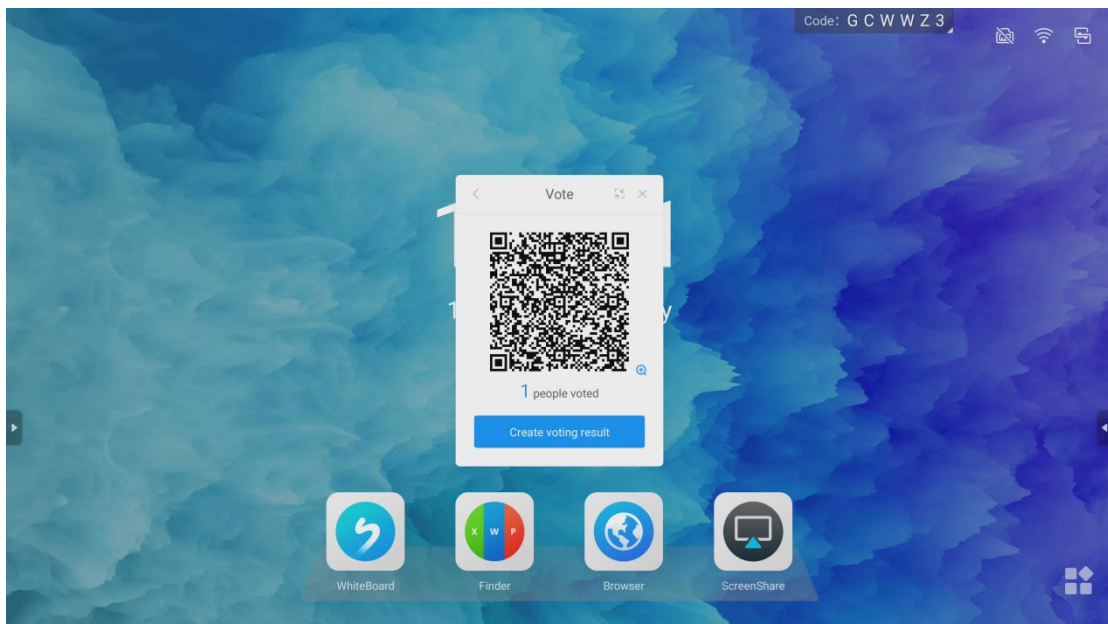 Code: G C W W Z 3
Vote
1 people voted
Create voting result
X W P
WhiteBoard
Finder
Browser
ScreenShare